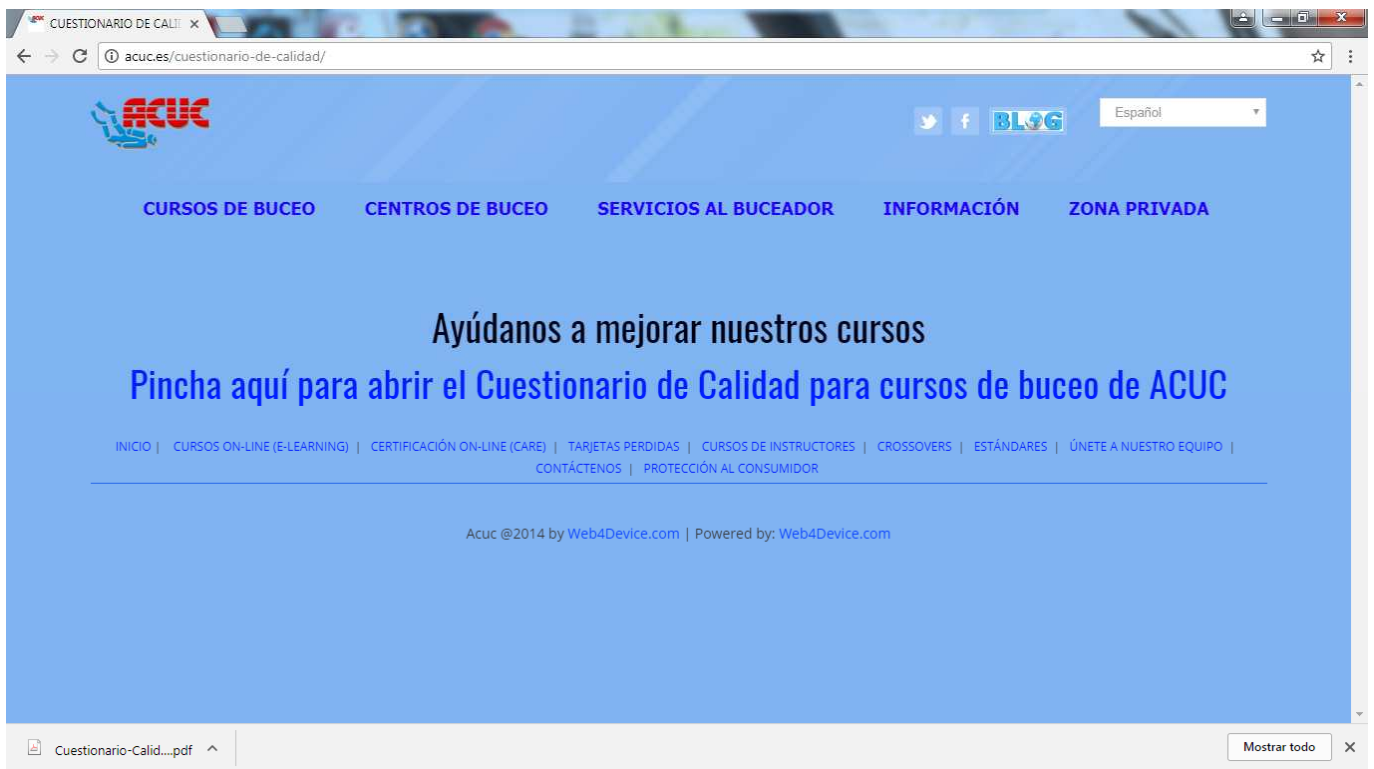 CUESTIONARIO DE CALI
acuc.es/cuestionario-de-calidad/
ACUC
BLOG
Español
CURSOS DE BUCEO CENTROS DE BUCEO SERVICIOS AL BUCEADOR INFORMACIÓN ZONA PRIVADA
Ayúdanos a mejorar nuestros cursos
Pincha aquí para abrir el Cuestionario de Calidad para cursos de buceo de ACUC
INICIO | CURSOS ON-LINE (E-LEARNING) | CERTIFICACIÓN ON-LINE (CARE) | TARJETAS PERDIDAS | CURSOS DE INSTRUCTORES | CROSSOVERS | ESTÁNDARES | ÚNETE A NUESTRO EQUIPO |
CONTÁCTENOS | PROTECCIÓN AL CONSUMIDOR
Acuc @2014 by Web4Device.com | Powered by: Web4Device.com
Cuestionario-Calid....pdf
Mostrar todo